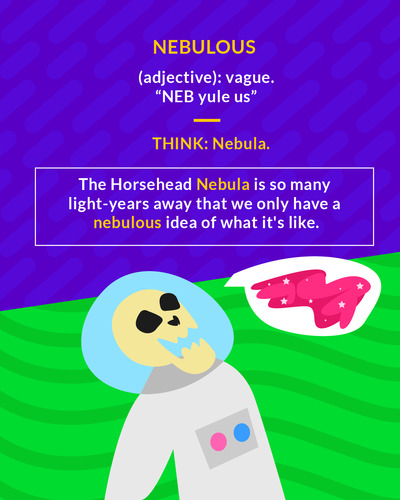 NEBULOUS
(adjective): vague.
“NEB yule us”
THINK: Nebula.
The Horsehead Nebula is so many
light-years away that we only have a
nebulous idea of what it's like.